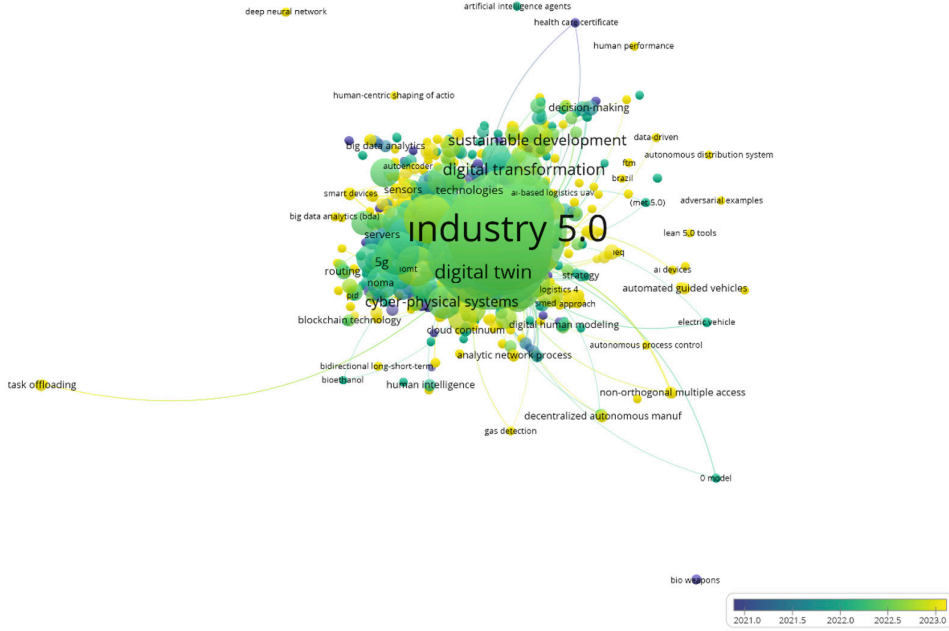 deep neural network
artificial intelligence agents
health care certificate
human performance
human-centric shaping of actio
decision-making
big data analytics
sustainable development
data-driven
autoencoder
digital transformation
ftm
autonomous distribution system
brazil
smart devices
sensors
technologies
ai-based logistics uav
(met 5.0)
adversarial examples
big data analytics (bda)
servers
industry 5.0
lean 5.0 tools
5g
ieq
routing
iomt
digital twin
strategy
ai devices
noma
logistics 4
automated guided vehicles
pid
cyber-physical systems
smed
approach
blockchain technology
cloud continuum
digital human modeling
electric vehicle
autonomous process control
analytic network process
bidirectional long-short-term
bioethanol
human intelligence
task offloading
non-orthogonal multiple access
decentralized autonomous manuf
gas detection
0 model
bio weapons
2021.0 2021.5 2022.0 2022.5 2023.0